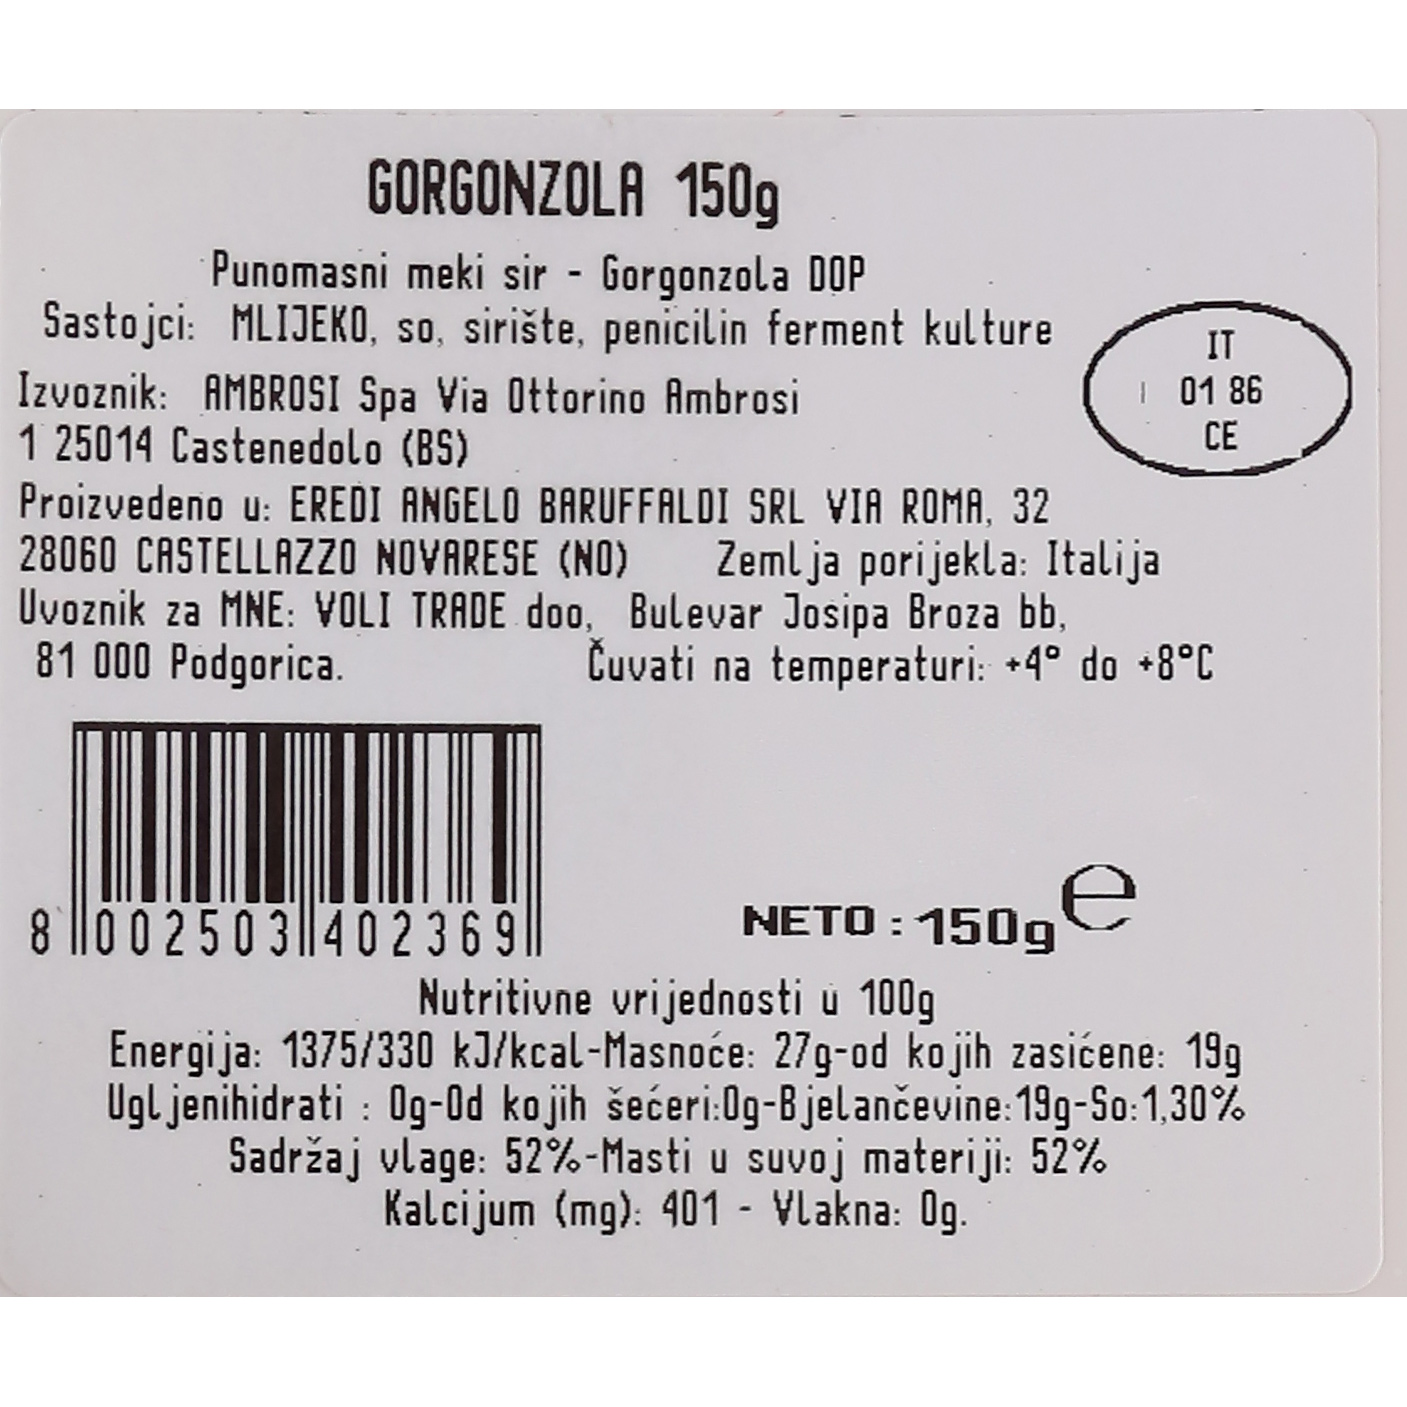 GORGONZOLA 150g
Punomasni meki sir - Gorgonzola DOP
Sastojci: MLIJEKO, so, sirište, penicilin ferment kulture
IT
01 86
CE
Izvoznik: AMBROSI Spa Via Ottorino Ambrosi
1 25014 Castenedolo (BS)
Proizvedeno u: EREDI ANGELO BARUFFALDI SRL VIA ROMA, 32
28060 CASTELLAZZO NOVARESE (NO) Zemlja porijekla: Italija
Uvoznik za MNE: VOLI TRADE doo, Bulevar Josipa Broza bb,
81 000 Podgorica. Čuvati na temperaturi: +4° do +8°C
8 002503 402369
NETO : 150g e
Nutritivne vrijednosti u 100g
Energija: 1375/330 kJ/kcal-Masnoće: 27g-od kojih zasićene: 19g
Ugljenihidrati : 0g-Od kojih šećeri:0g-Bjelančevine:19g-So:1,30%
Sadržaj vlage: 52%-Masti u suvoj materiji: 52%
Kalcijum (mg): 401 - Vlakna: 0g.